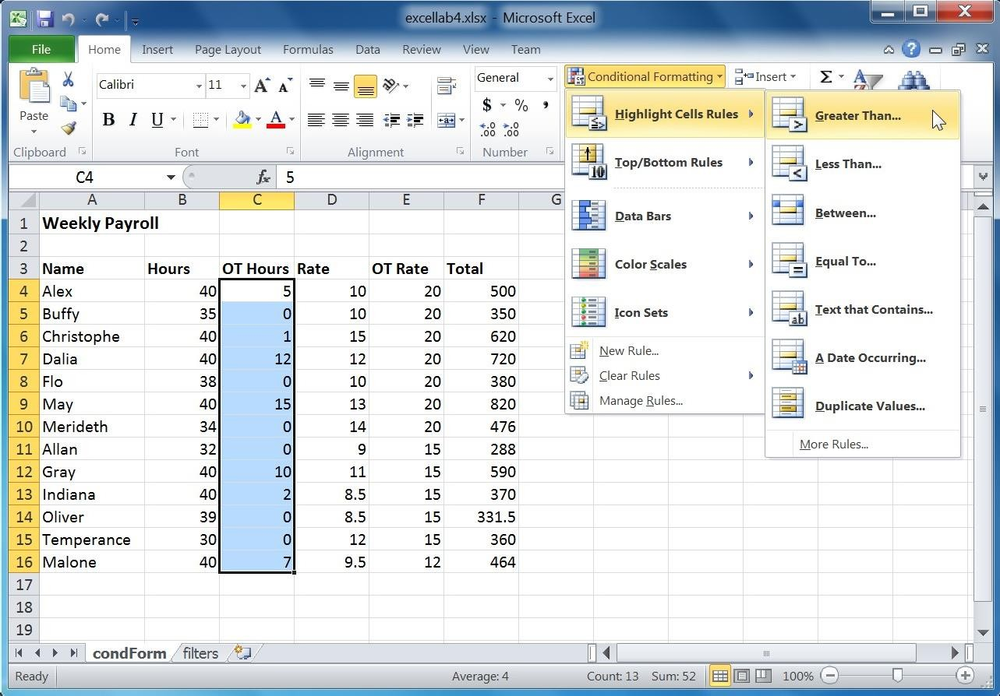 excellab4.xlsx - Microsoft Excel
File Home Insert Page Layout Formulas Data Review View Team
Calibri 11 General Conditional Formatting Insert Σ
Paste B I U A $ % ,
Clipboard Font Alignment Number
C4 fx 5
A B C D E F G
1 Weekly Payroll
2
3 Name Hours OT Hours Rate OT Rate Total
4 Alex 40 5 10 20 500
5 Buffy 35 0 10 20 350
6 Christophe 40 1 15 20 620
7 Dalia 40 12 12 20 720
8 Flo 38 0 10 20 380
9 May 40 15 13 20 820
10 Merideth 34 0 14 20 476
11 Allan 32 0 9 15 288
12 Gray 40 10 11 15 590
13 Indiana 40 2 8.5 15 370
14 Oliver 39 0 8.5 15 331.5
15 Temperance 30 0 12 15 360
16 Malone 40 7 9.5 12 464
17
18
19
Highlight Cells Rules
Top/Bottom Rules
Data Bars
Color Scales
Icon Sets
New Rule...
Clear Rules
Manage Rules...
Greater Than...
Less Than...
Between...
Equal To...
Text that Contains...
A Date Occurring...
Duplicate Values...
More Rules...
condForm filters
Ready Average: 4 Count: 13 Sum: 52 100%